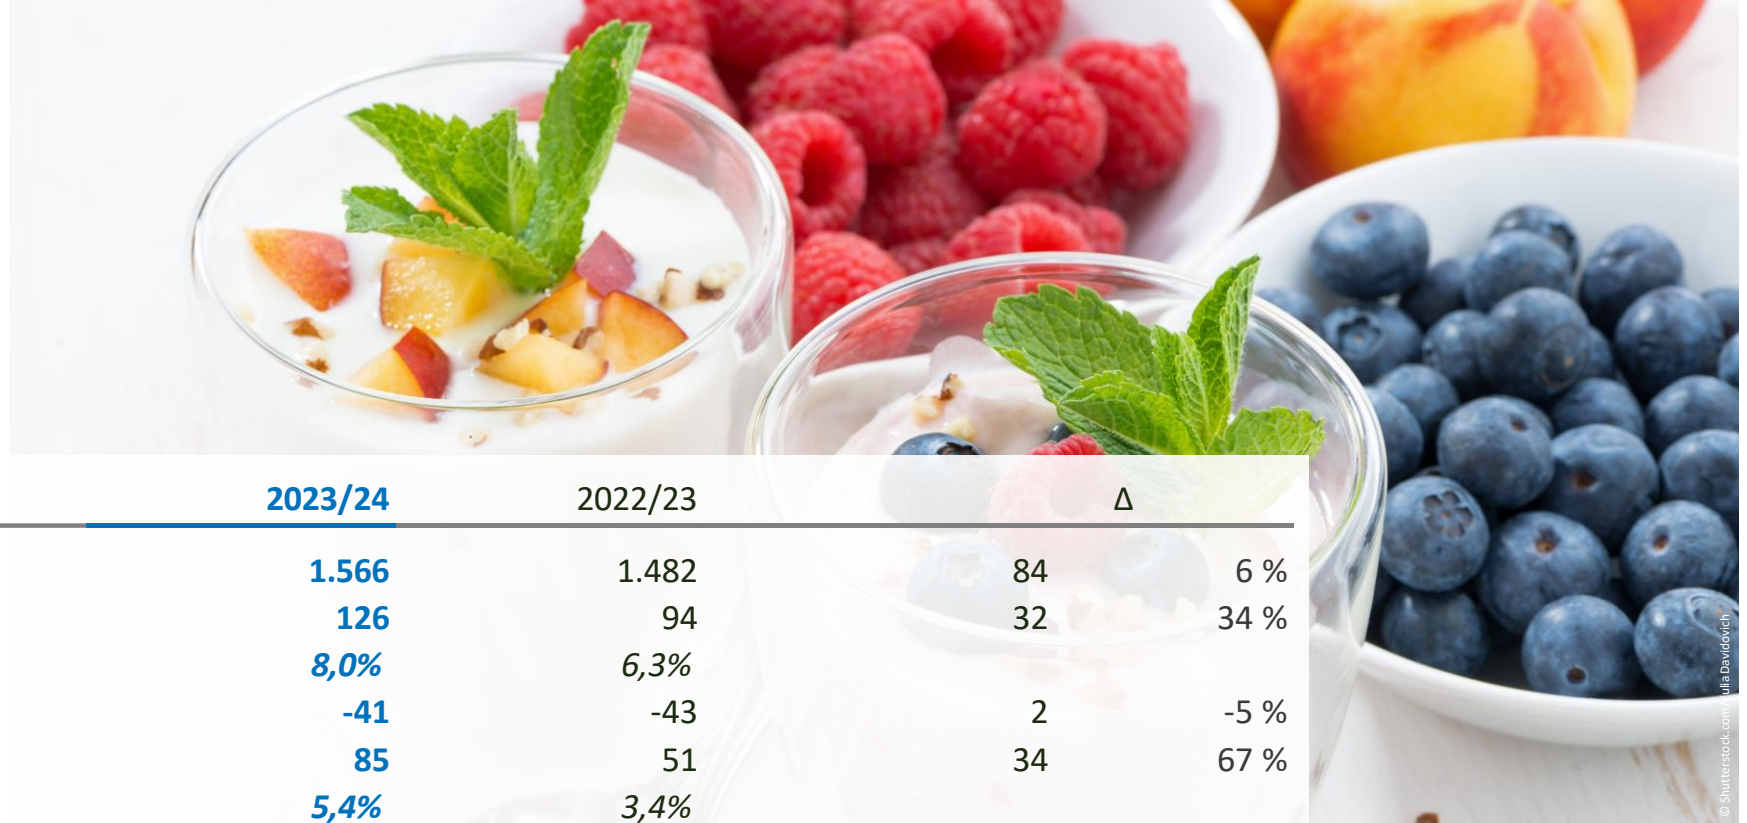 2023/24 2022/23 Δ
1.566 1.482 84 6 %
126 94 32 34 %
8,0% 6,3%
-41 -43 2 -5 %
85 51 34 67 %
5,4% 3,4%
© Shutterstock.com/ Iulia Davidovich